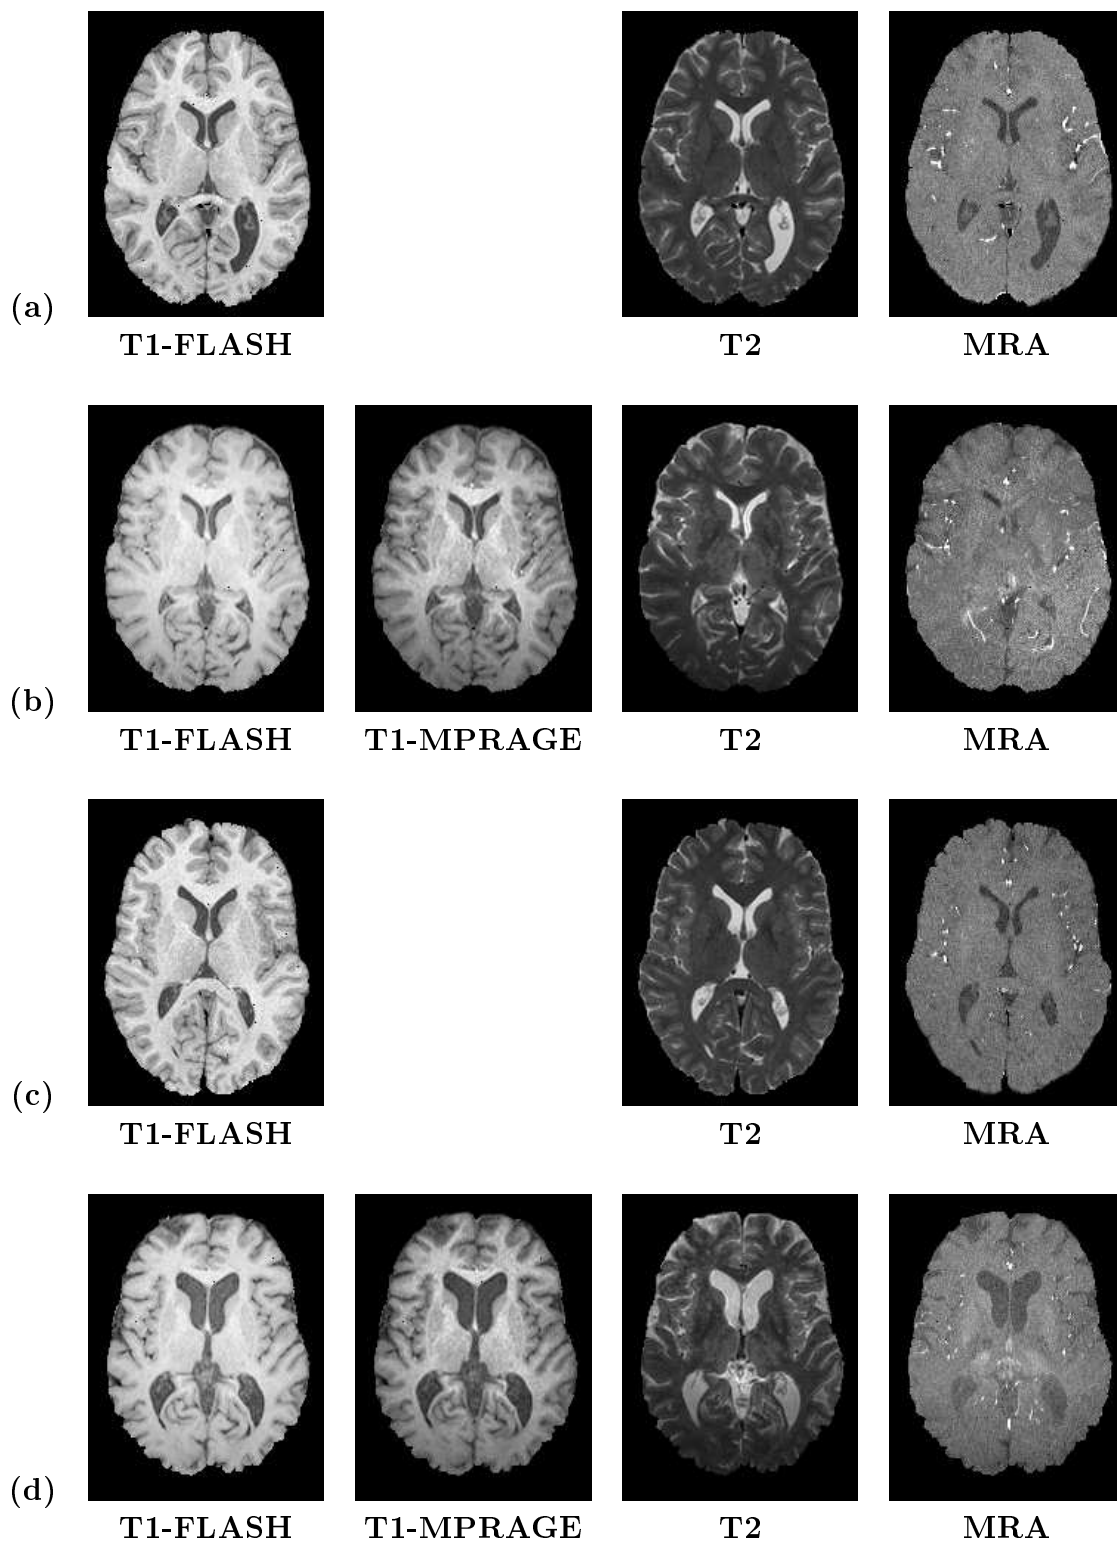 (a)
T1-FLASH T2 MRA
(b)
T1-FLASH T1-MPRAGE T2 MRA
(c)
T1-FLASH T2 MRA
(d)
T1-FLASH T1-MPRAGE T2 MRA